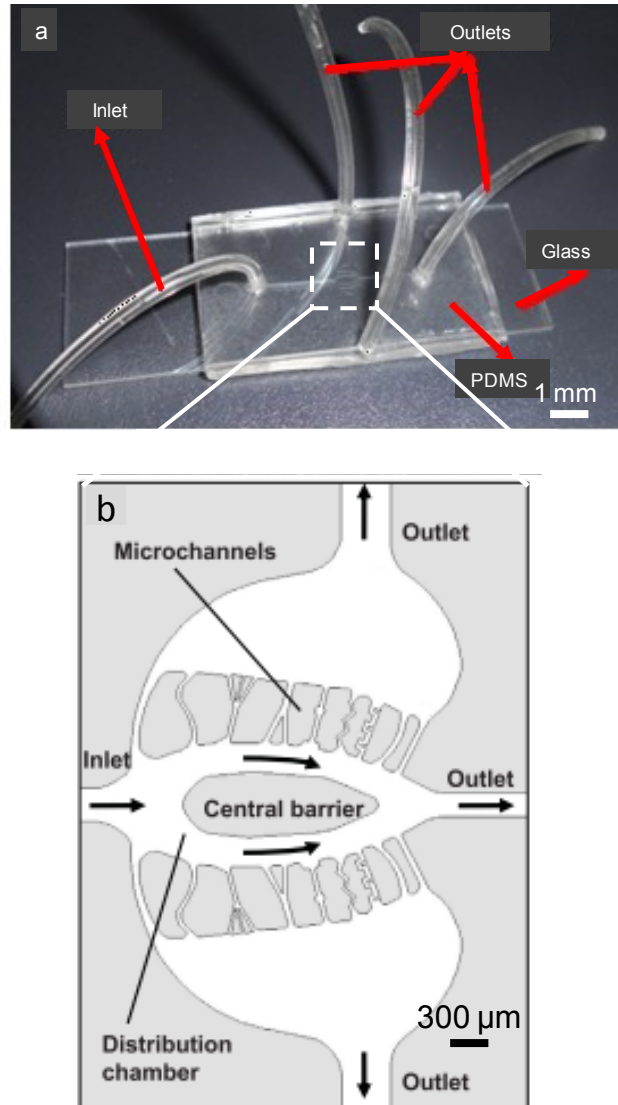 a
Outlets
Inlet
Glass
PDMS
1 mm
b
Outlet
Microchannels
Inlet
Outlet
Central barrier
300 µm
Distribution
chamber
Outlet